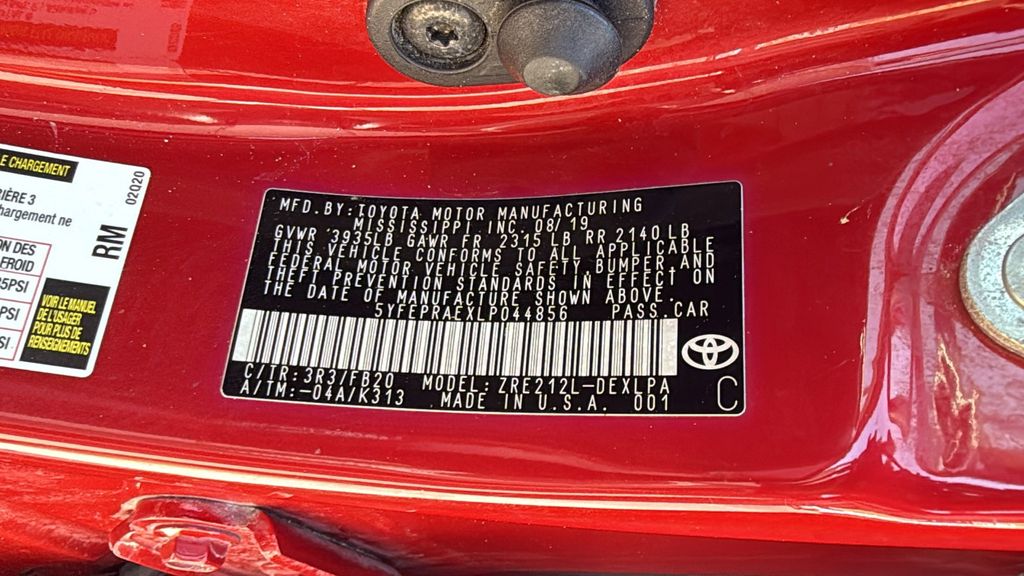 LE CHARGEMENT
RIÈRE 3
hargement ne
02020
RM
ON DES
FROID
5PSI
PSI
SI
VOIR LE MANUEL
DE L'USAGER POUR PLUS DE
RENSEIGNEMENTS
MFD.BY:TOYOTA MOTOR MANUFACTURING
MISSISSIPPI INC. 08/19
GVWR 3935LB GAWR FR 2315 LB RR 2140 LB
THIS VEHICLE CONFORMS TO ALL APPLICABLE
FEDERAL MOTOR VEHICLE SAFETY, BUMPER, AND
THEFT PREVENTION STANDARDS IN EFFECT ON
THE DATE OF MANUFACTURE SHOWN ABOVE.
5YFEPRAEXLP044856 PASS.CAR
C/TR:3R3/FB20 MODEL:ZRE212L-DEXLPA
A/TM:-04A/K313 MADE IN U.S.A. 001
C